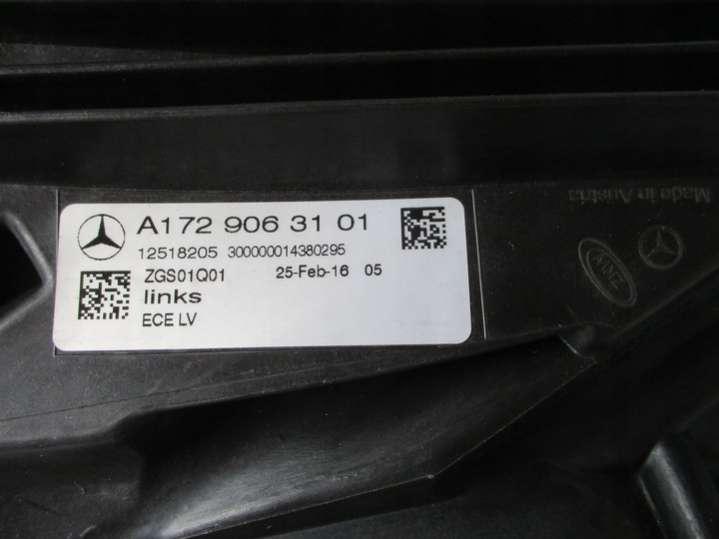 A172 906 31 01
12518205 300000014380295
ZGS01Q01 25-Feb-16 05
links
ECE LV
Made in Austria